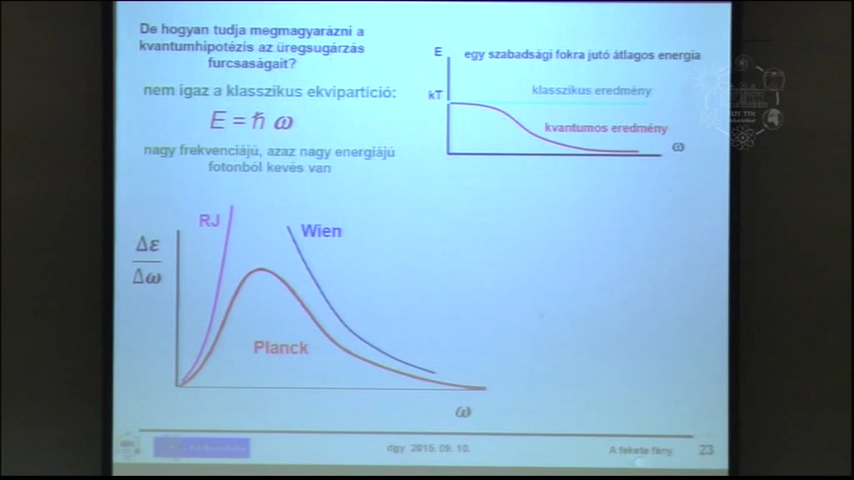 De hogyan tudja megmagyarázni a
kvantumhipotézis az üregsugárzás
furcsaságait?
nem igaz a klasszikus ekvipartíció:
E = ℏ ω
nagy frekvenciájú, azaz nagy energiájú
fotonból kevés van
E
egy szabadsági fokra jutó átlagos energia
kT
klasszikus eredmény
kvantumos eredmény
ω
RJ
Wien
Δε
Δω
Planck
ω
dgy 2015. 09. 10.
A fekete fény
23